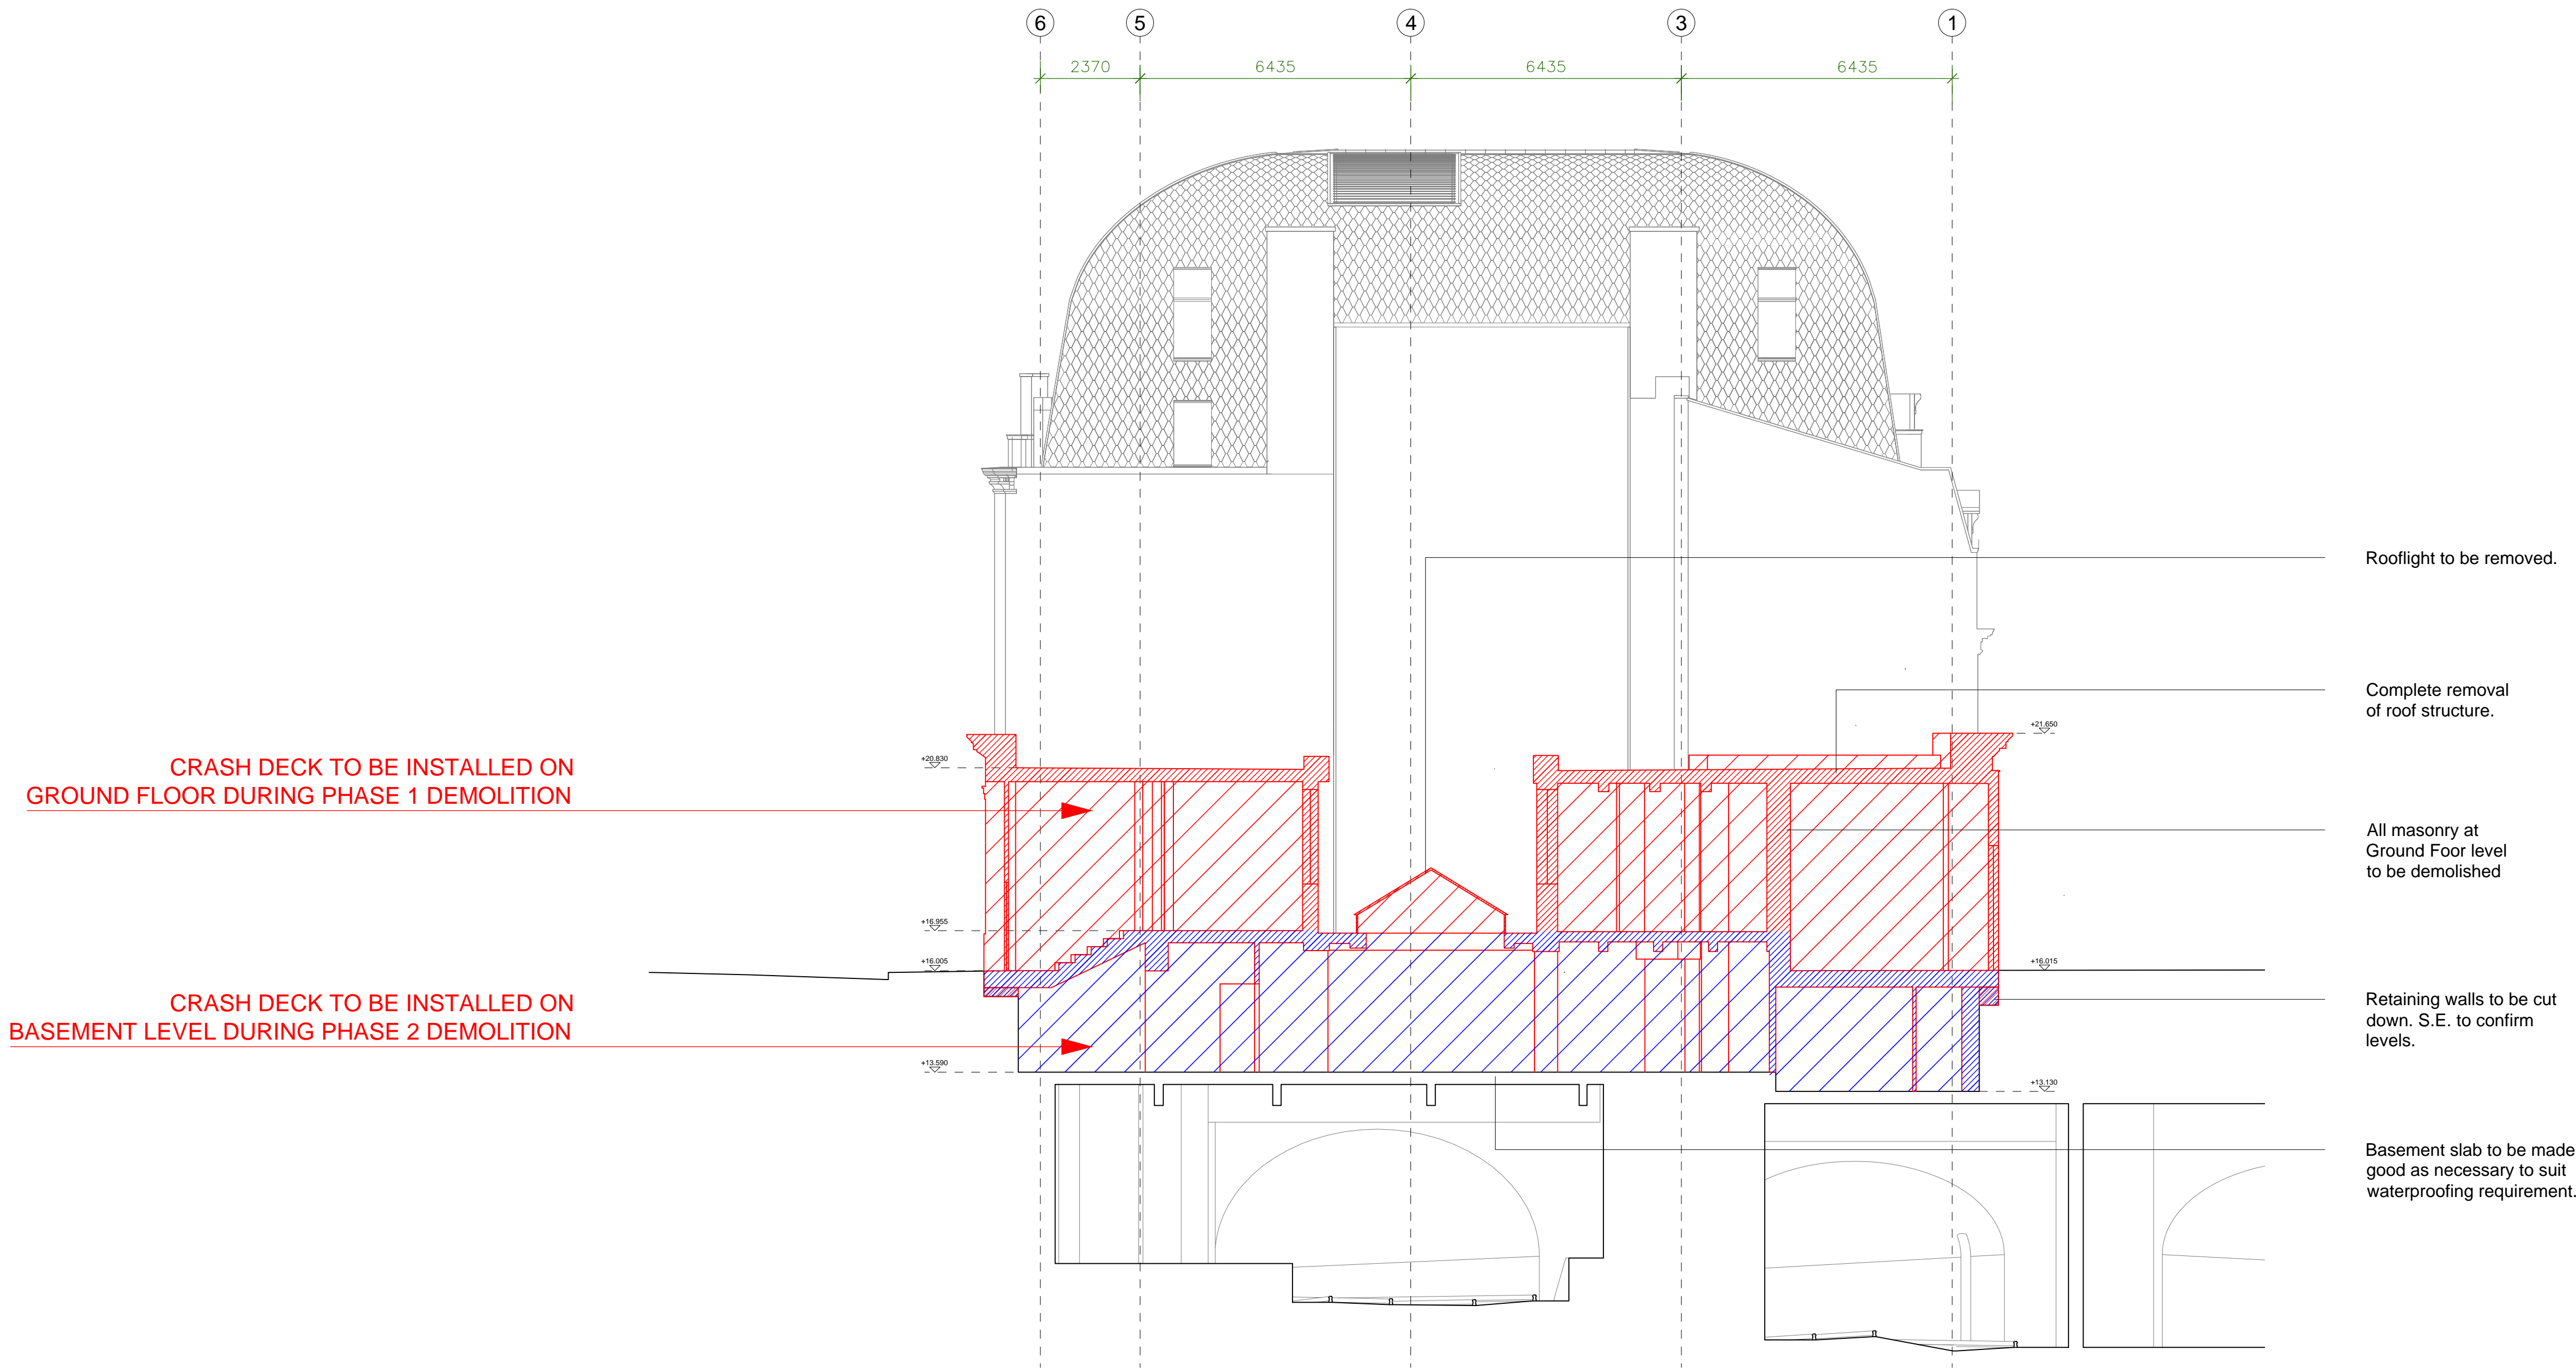 6 5 4 3 1
2370 6435 6435 6435
Rooflight to be removed.
Complete removal
of roof structure.
+21.650
CRASH DECK TO BE INSTALLED ON
GROUND FLOOR DURING PHASE 1 DEMOLITION
+20.830
All masonry at
Ground Foor level
to be demolished
+16.955
+16.005
+16.015
CRASH DECK TO BE INSTALLED ON
BASEMENT LEVEL DURING PHASE 2 DEMOLITION
Retaining walls to be cut
down. S.E. to confirm
levels.
+13.590
+13.130
Basement slab to be made
good as necessary to suit
waterproofing requirement.